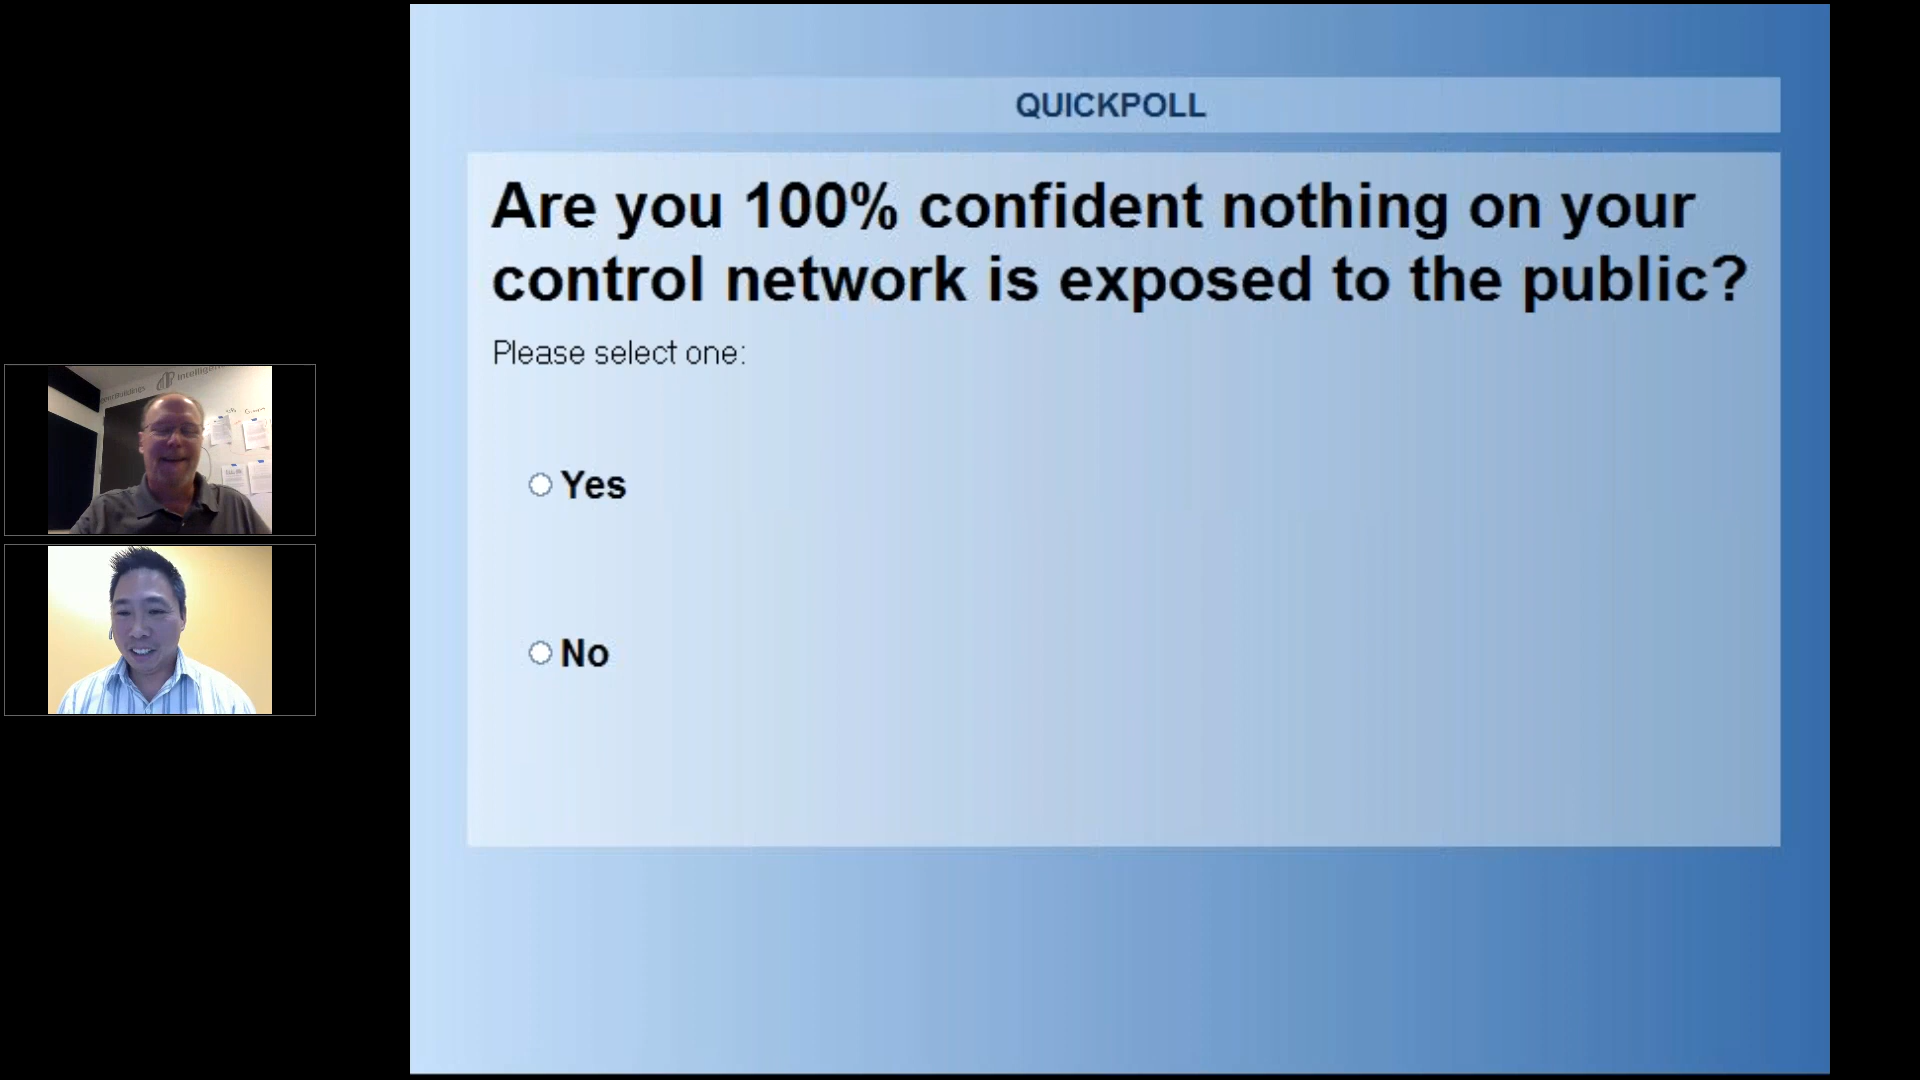 QUICKPOLL
Are you 100% confident nothing on your
control network is exposed to the public?
Please select one:
Yes
No